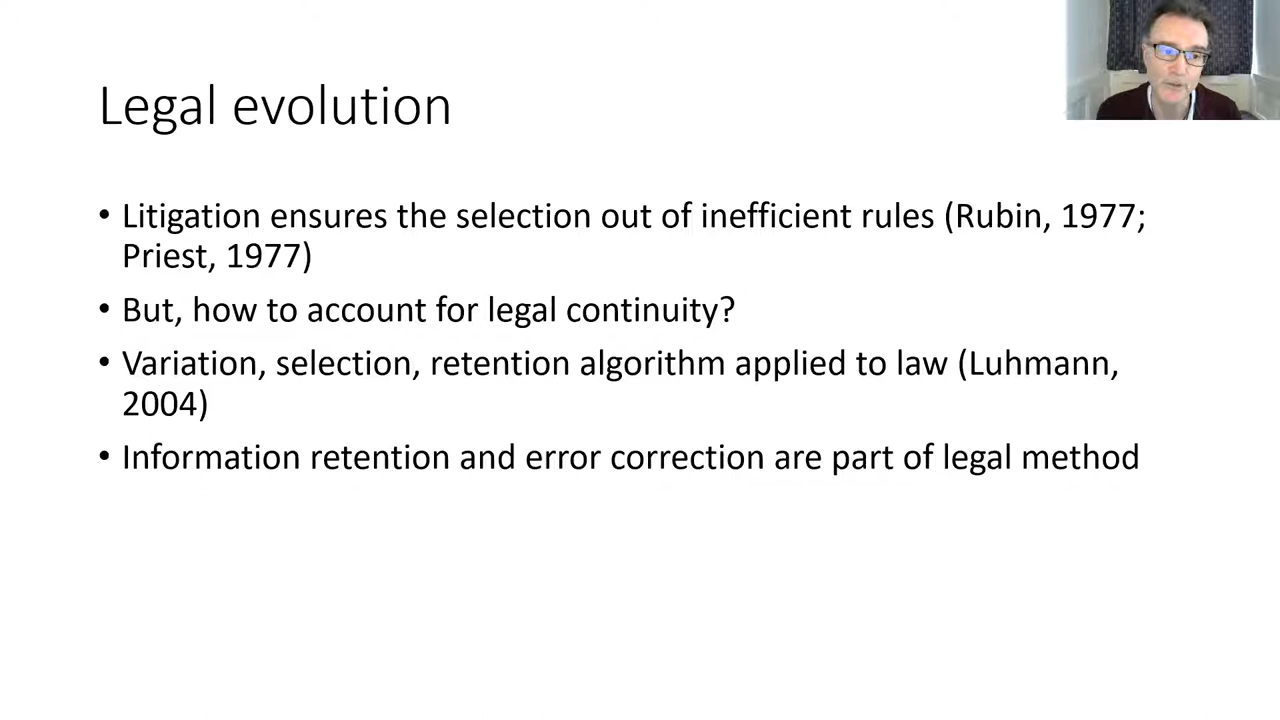 Legal evolution
• Litigation ensures the selection out of inefficient rules (Rubin, 1977;
Priest, 1977)
• But, how to account for legal continuity?
• Variation, selection, retention algorithm applied to law (Luhmann,
2004)
• Information retention and error correction are part of legal method